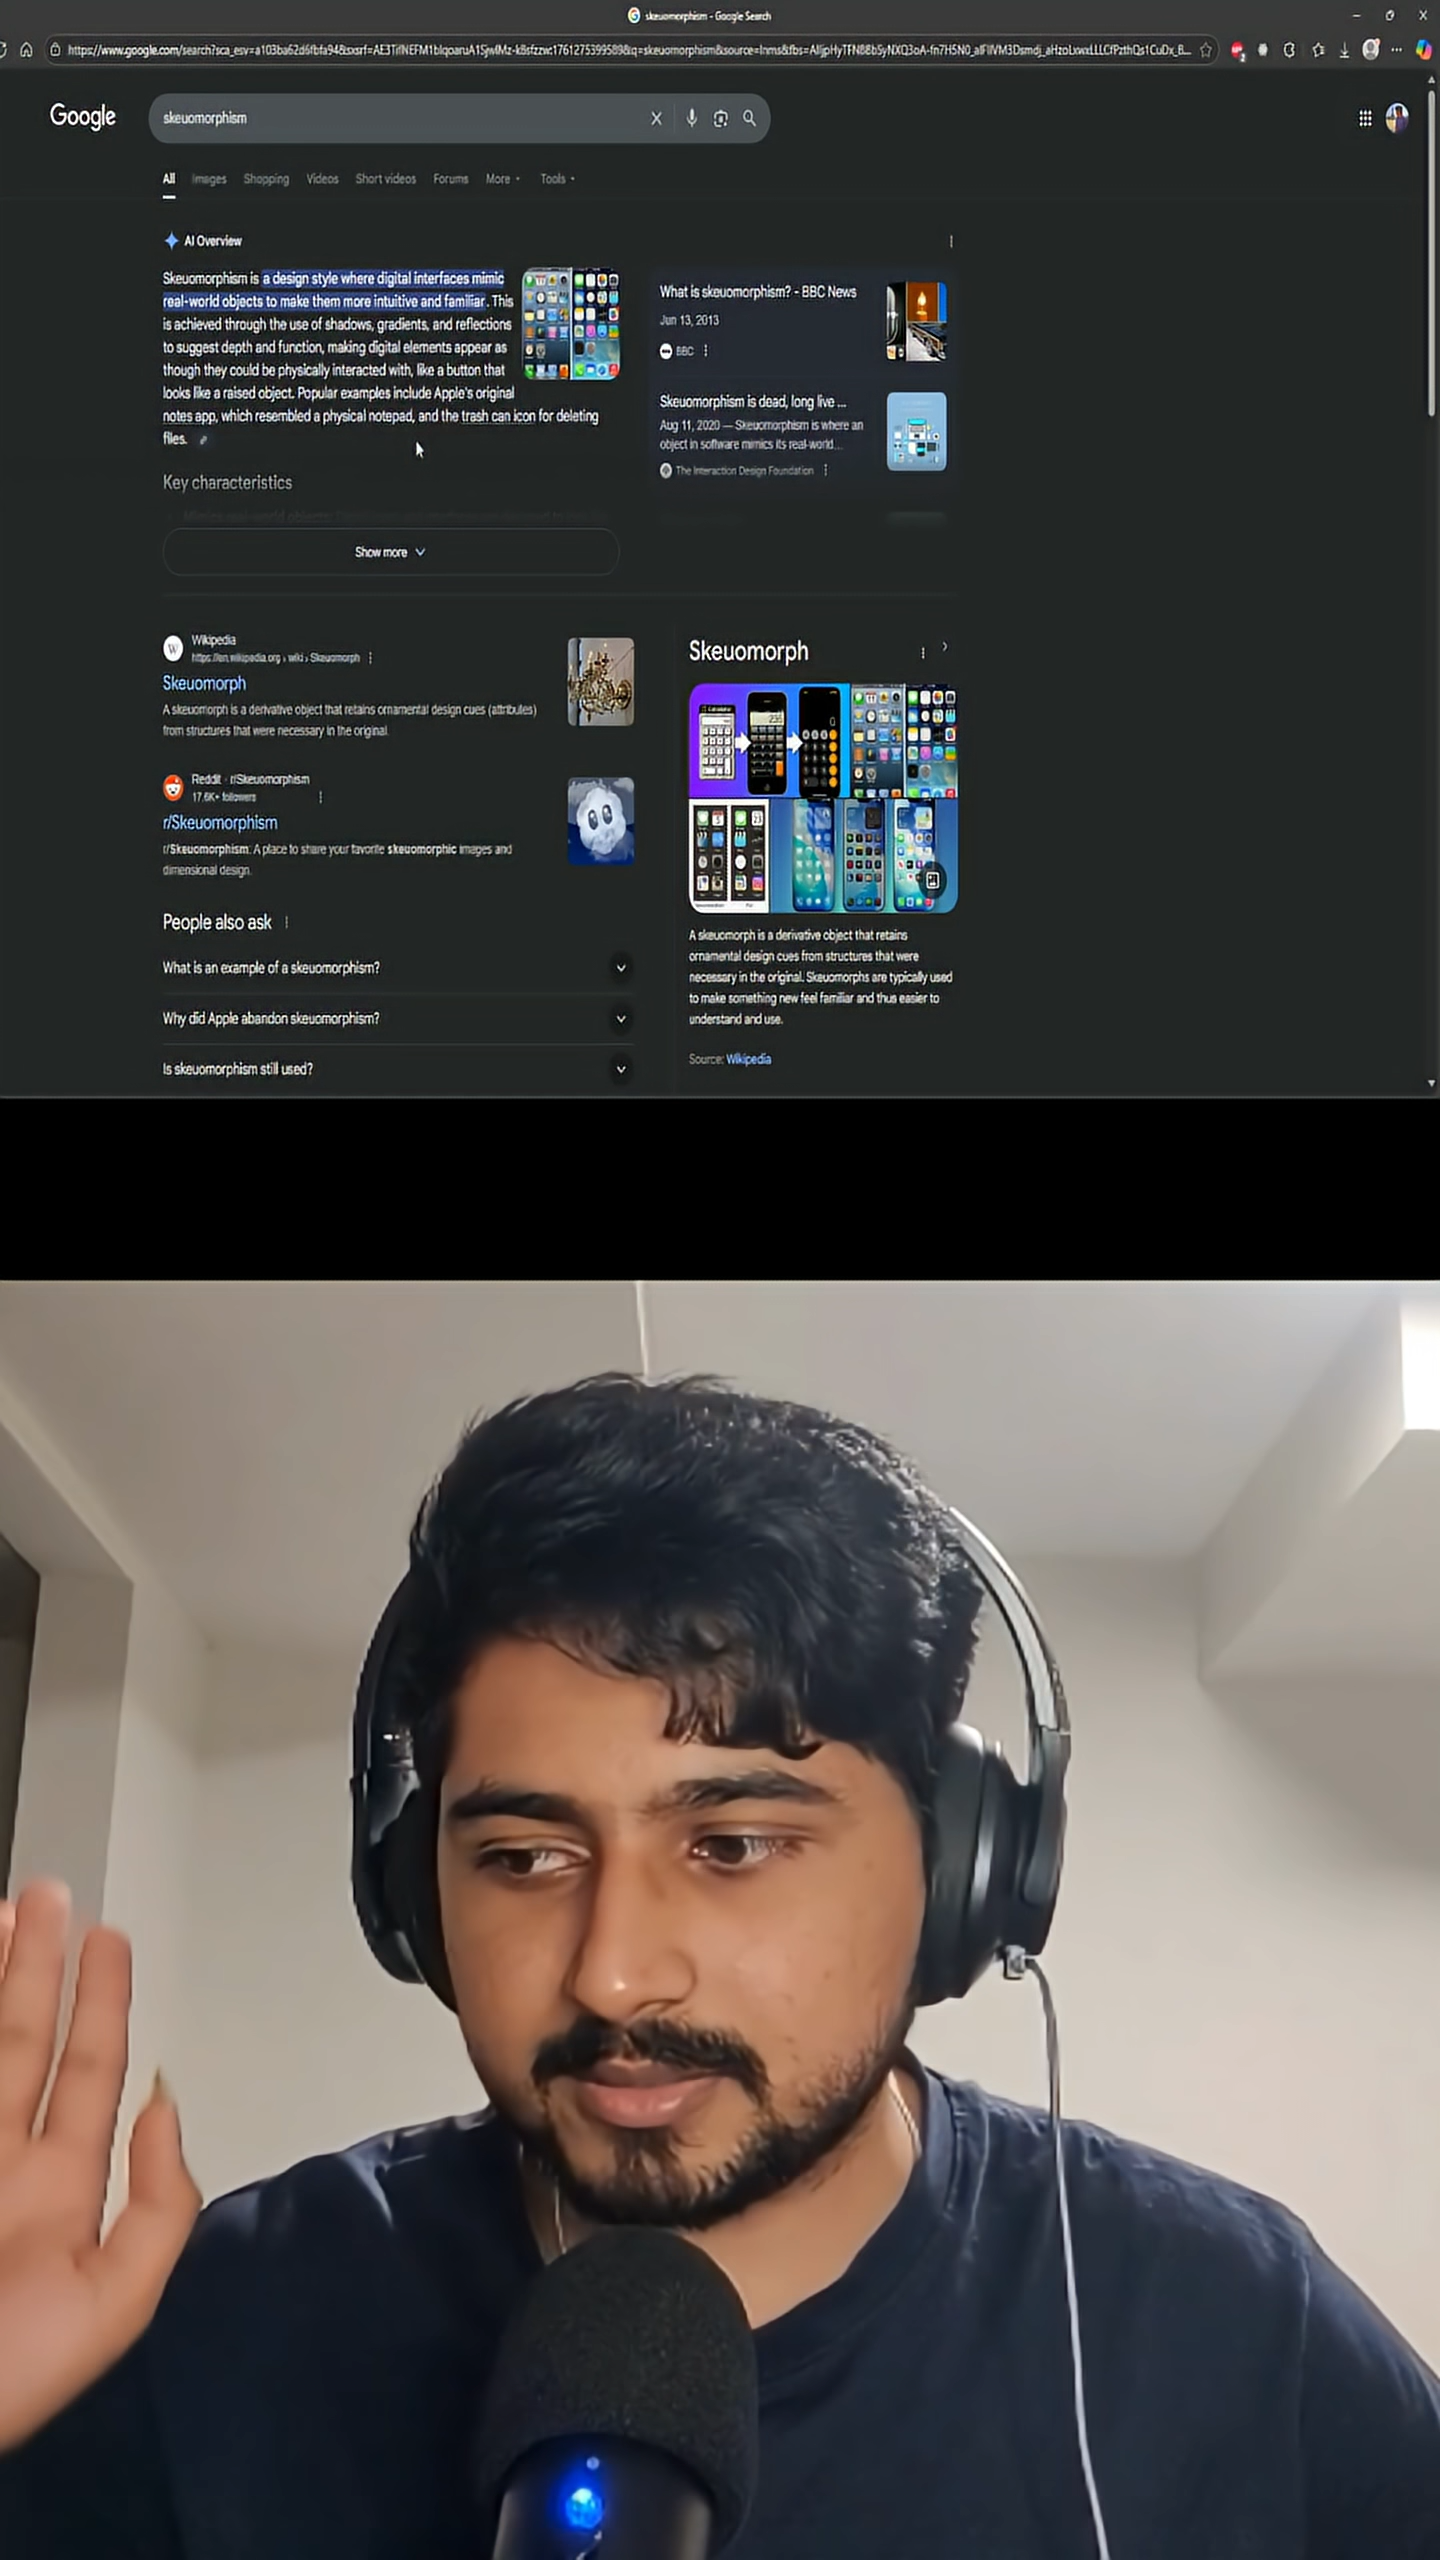 skeuomorphism - Google Search
Google
skeuomorphism
All Images Shopping Videos Short videos Forums More Tools
AI Overview
Skeuomorphism is a design style where digital interfaces mimic
real-world objects to make them more intuitive and familiar. This
is achieved through the use of shadows, gradients, and reflections
to suggest depth and function, making digital elements appear as
though they could be physically interacted with, like a button that
looks like a raised object. Popular examples include Apple's original
notes app, which resembled a physical notepad, and the trash can icon for deleting
files.
What is skeuomorphism? - BBC News
Jun 13, 2013
BBC
Skeuomorphism is dead, long live ...
Aug 11, 2020 — Skeuomorphism is where an
object in software mimics its real-world...
The Interaction Design Foundation
Key characteristics
Show more
Wikipedia
https://en.wikipedia.org › wiki › Skeuomorph
Skeuomorph
A skeuomorph is a derivative object that retains ornamental design cues (attributes)
from structures that were necessary in the original.
Reddit · r/Skeuomorphism
17.6K+ followers
r/Skeuomorphism
r/Skeuomorphism: A place to share your favorite skeuomorphic images and
dimensional design.
People also ask
What is an example of a skeuomorphism?
Why did Apple abandon skeuomorphism?
Is skeuomorphism still used?
Skeuomorph
A skeuomorph is a derivative object that retains
ornamental design cues from structures that were
necessary in the original. Skeuomorphs are typically used
to make something new feel familiar and thus easier to
understand and use.
Source: Wikipedia